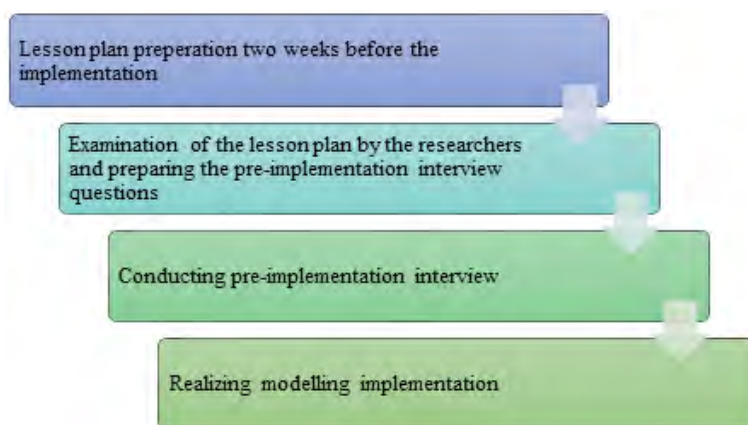 Lesson plan preperation two weeks before the
implementation
Examination of the lesson plan by the researchers
and preparing the pre-implementation interview
questions
Conducting pre-implementation interview
Realizing modelling implementation